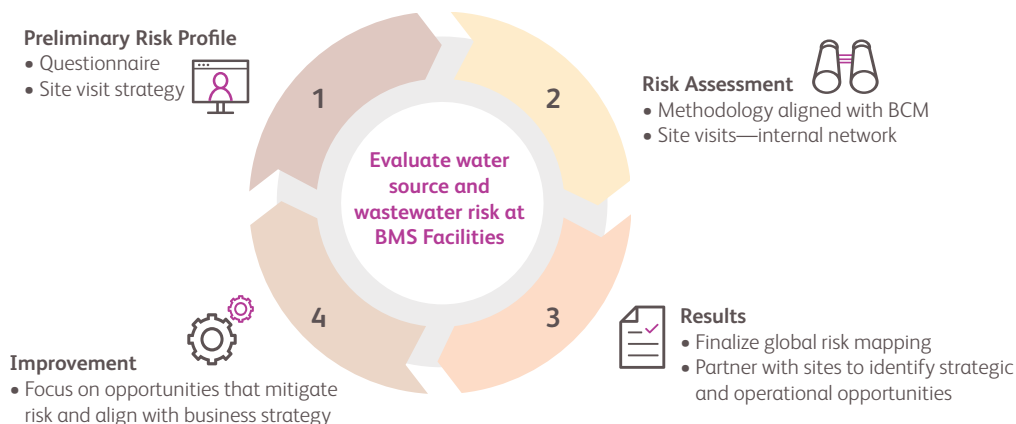 Preliminary Risk Profile
• Questionnaire
• Site visit strategy
1
2
Risk Assessment
• Methodology aligned with BCM
• Site visits—internal network
Evaluate water
source and
wastewater risk at
BMS Facilities
4
3
Results
• Finalize global risk mapping
• Partner with sites to identify strategic
and operational opportunities
Improvement
• Focus on opportunities that mitigate
risk and align with business strategy